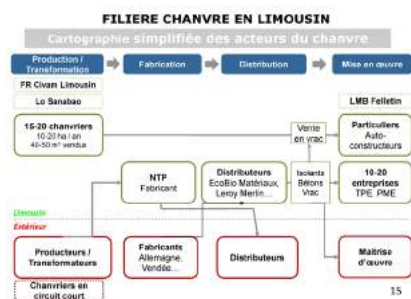 FILIERE CHANVRE EN LIMOUSIN
Cartographie simplifiée des acteurs du chanvre
Production / Transformation
Fabrication
Distribution
Mise en œuvre
FR Civam Limousin
Lo Sanabao
LMB Felletin
15-20 chanvriers
10-20 ha / an
40-50 m³ vendus
Vente
en vrac
Particuliers
Auto-
constructeurs
NTP
Fabricant
Distributeurs
EcoBio Matériaux,
Leroy Merlin...
Isolants
Bétons
Vrac
10-20
entreprises
TPE, PME
Limousin
Extérieur
Producteurs /
Transformateurs
Fabricants
Allemagne,
Vendée...
Distributeurs
Maitrise
d'œuvre
Chanvriers en
circuit court
15